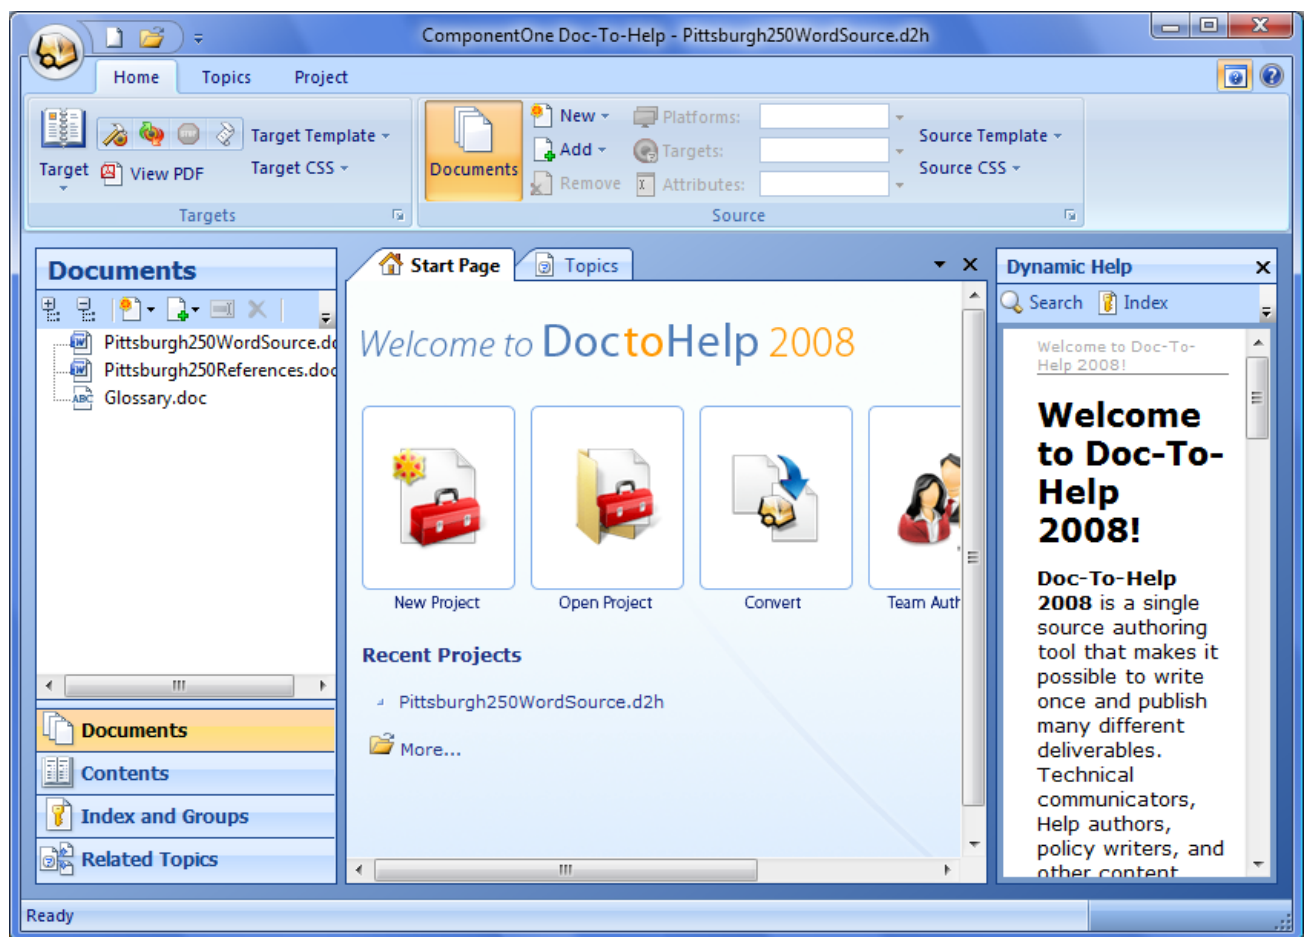 ComponentOne Doc-To-Help - Pittsburgh250WordSource.d2h
Home Topics Project
Target
View PDF
Target Template
Target CSS
Targets
Documents
New
Add
Remove
Platforms:
Targets:
Attributes:
Source Template
Source CSS
Source
Documents
Pittsburgh250WordSource.do
Pittsburgh250References.doc
ABC Glossary.doc
Documents
Contents
Index and Groups
Related Topics
Start Page Topics
Welcome to DoctoHelp 2008
New Project Open Project Convert Team Auth
Recent Projects
Pittsburgh250WordSource.d2h
More...
Dynamic Help
Search Index
Welcome to Doc-To-
Help 2008!
Welcome
to Doc-To-
Help
2008!
Doc-To-Help
2008 is a single
source authoring
tool that makes it
possible to write
once and publish
many different
deliverables.
Technical
communicators,
Help authors,
policy writers, and
other content
Ready